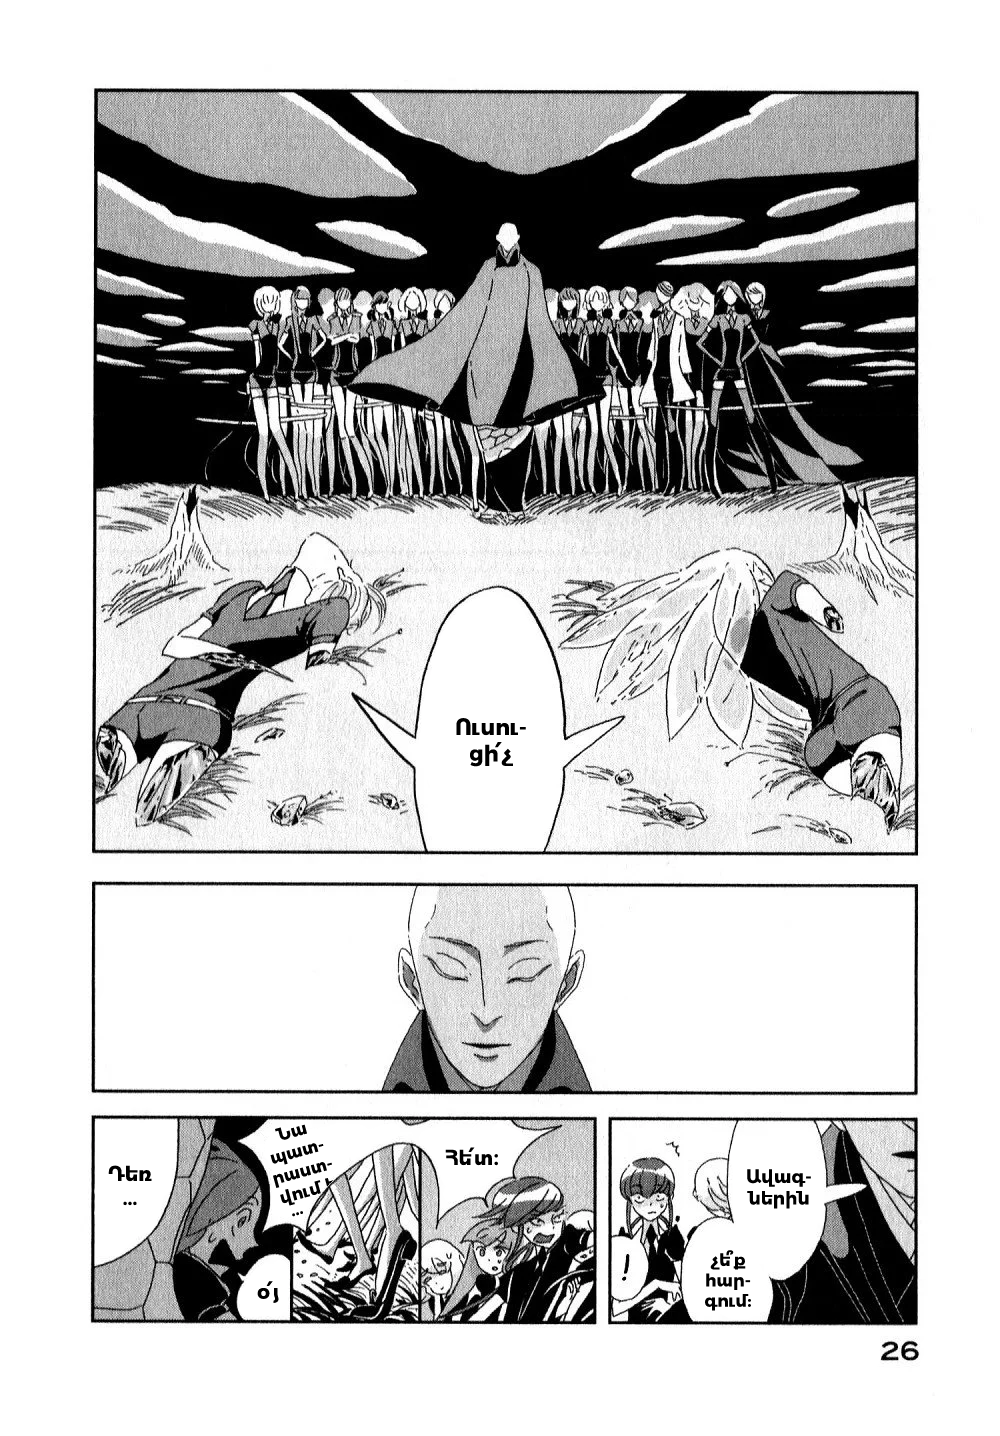 Ուսու-
ցի՛չ
Ավագ-
ներին
չե՞ք
հար-
գում։
!
Հե՛տ։
Նա
պատ-
րաստ-
վում է
...
Դեռ
...
օ՛յ
26